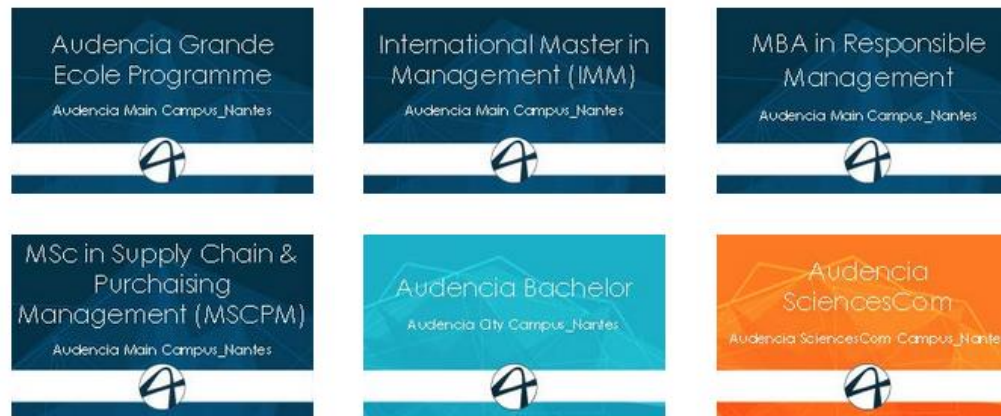 Audencia Grande
Ecole Programme
Audencia Main Campus_Nantes
International Master in
Management (IMM)
Audencia Main Campus_Nantes
MBA in Responsible
Management
Audencia Main Campus_Nantes
MSc in Supply Chain &
Purchaising
Management (MSCPM)
Audencia Main Campus_Nantes
Audencia Bachelor
Audencia City Campus_Nantes
Audencia
SciencesCom
Audencia SciencesCom Campus_Nantes